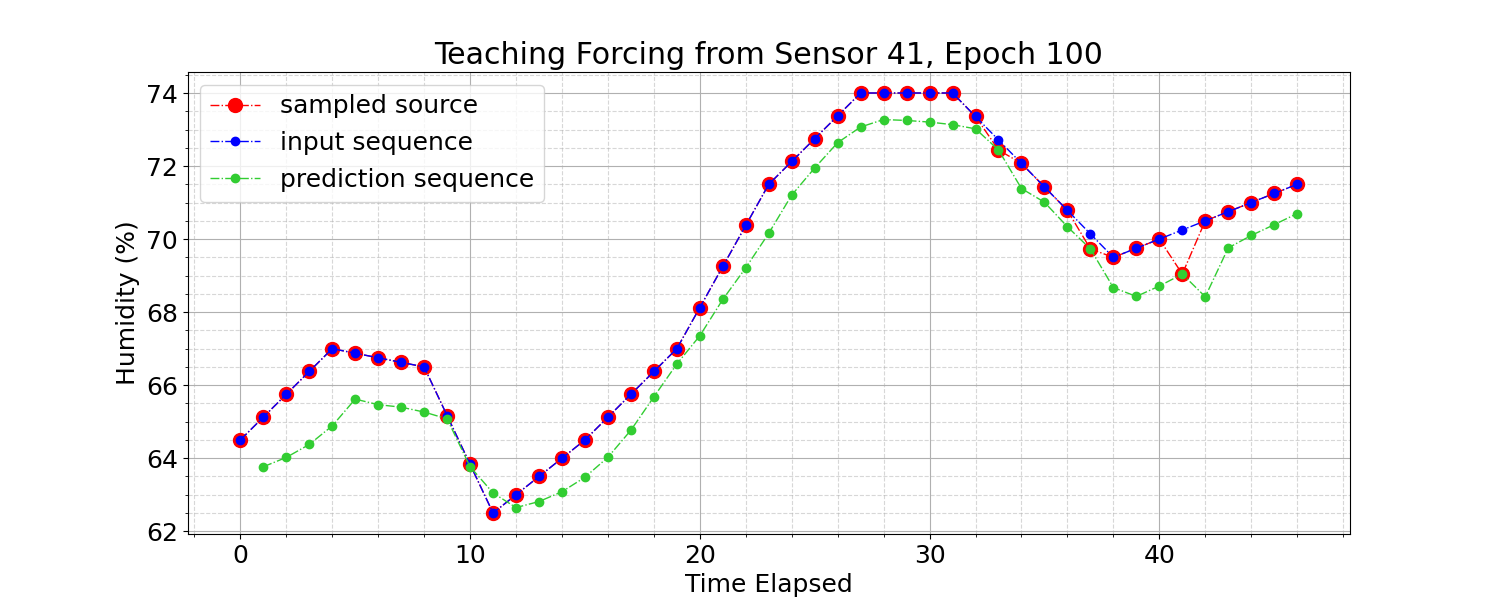 Teaching Forcing from Sensor 41, Epoch 100
sampled source
input sequence
prediction sequence
Humidity (%)
74
72
70
68
66
64
62
0 10 20 30 40
Time Elapsed